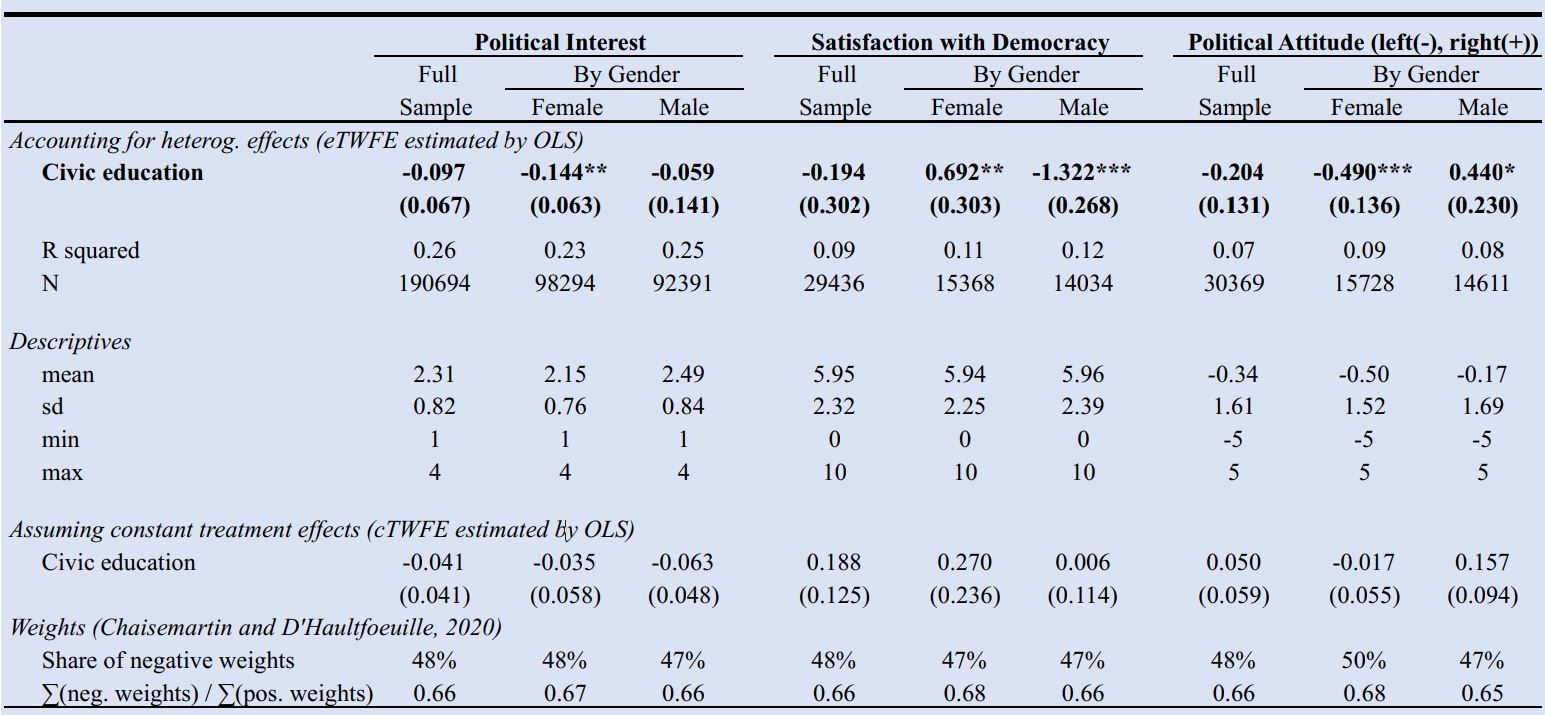 Political Interest Satisfaction with Democracy Political Attitude (left(-), right(+))
Full By Gender Full By Gender Full By Gender
Sample Female Male Sample Female Male Sample Female Male
Accounting for heterog. effects (eTWFE estimated by OLS)
Civic education -0.097 -0.144** -0.059 -0.194 0.692** -1.322*** -0.204 -0.490*** 0.440*
(0.067) (0.063) (0.141) (0.302) (0.303) (0.268) (0.131) (0.136) (0.230)
R squared 0.26 0.23 0.25 0.09 0.11 0.12 0.07 0.09 0.08
N 190694 98294 92391 29436 15368 14034 30369 15728 14611
Descriptives
mean 2.31 2.15 2.49 5.95 5.94 5.96 -0.34 -0.50 -0.17
sd 0.82 0.76 0.84 2.32 2.25 2.39 1.61 1.52 1.69
min 1 1 1 0 0 0 -5 -5 -5
max 4 4 4 10 10 10 5 5 5
Assuming constant treatment effects (cTWFE estimated by OLS)
Civic education -0.041 -0.035 -0.063 0.188 0.270 0.006 0.050 -0.017 0.157
(0.041) (0.058) (0.048) (0.125) (0.236) (0.114) (0.059) (0.055) (0.094)
Weights (Chaisemartin and D'Haultfoeuille, 2020)
Share of negative weights 48% 48% 47% 48% 47% 47% 48% 50% 47%
∑(neg. weights) / ∑(pos. weights) 0.66 0.67 0.66 0.66 0.68 0.66 0.66 0.68 0.65